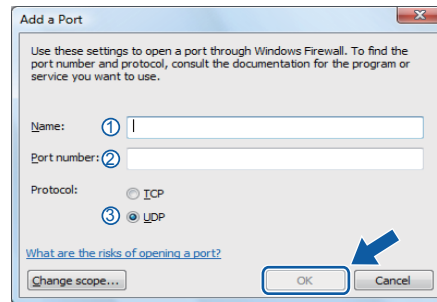 Add a Port
Use these settings to open a port through Windows Firewall. To find the
port number and protocol, consult the documentation for the program or
service you want to use.
Name: ①
Port number: ②
Protocol: TCP
③ UDP
What are the risks of opening a port?
Change scope... OK Cancel